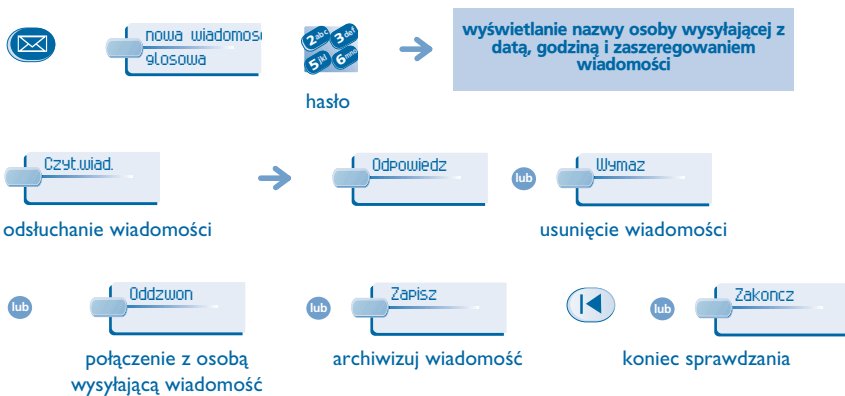 nowa wiadomosc
glosowa
2abc 3def
5jkl 6mno
hasło
wyświetlanie nazwy osoby wysyłającej z
datą, godziną i zaszeregowaniem
wiadomości
Czyt.wiad.
Odpowiedz
lub
Wymaz
odsłuchanie wiadomości
usunięcie wiadomości
lub
Oddzwon
lub
Zapisz
lub
Zakoncz
połączenie z osobą
wysyłającą wiadomość
archiwizuj wiadomość
koniec sprawdzania